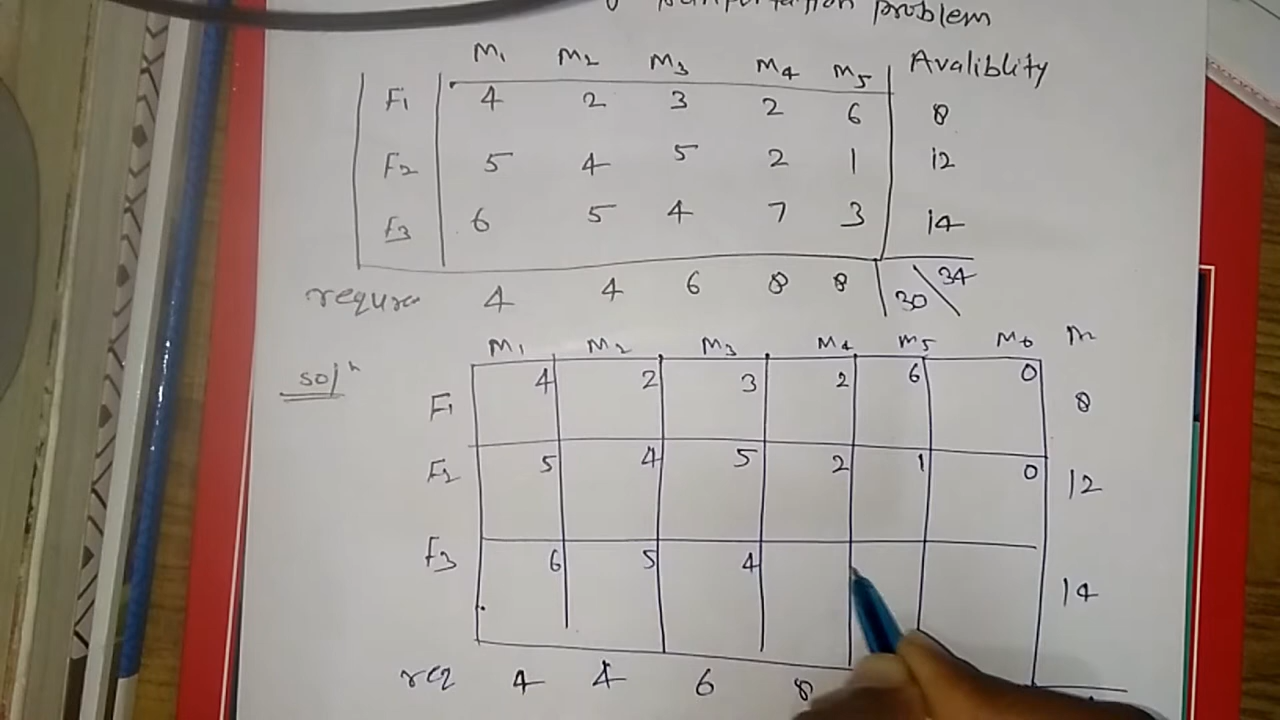 problem
M1 M2 M3 M4 M5 Avaliblity
F1 4 2 3 2 6 8
F2 5 4 5 2 1 12
F3 6 5 4 7 3 14
requre 4 4 6 8 8 30 \ 34
M1 M2 M3 M4 M5 M6
soln
F1 4 2 3 2 6 0 8
F2 5 4 5 2 1 0 12
F3 6 5 4 14
req 4 4 6 8